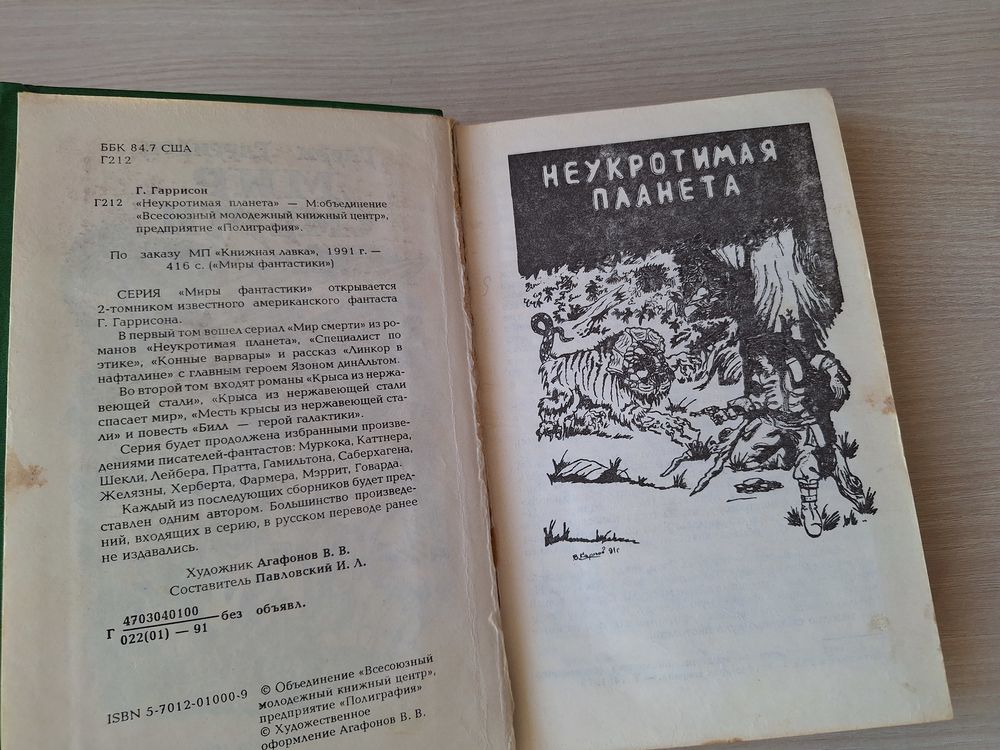 ББК 84.7 США
Г212
Г. Гаррисон
Г212 «Неукротимая планета» — М:объединение
«Всесоюзный молодежный книжный центр»,
предприятие «Полиграфия».
По заказу МП «Книжная лавка», 1991 г. —
416 с. («Миры фантастики»)
СЕРИЯ «Миры фантастики» открывается
2-томником известного американского фантаста
Г. Гаррисона.
В первый том вошел сериал «Мир смерти» из ро-
манов «Неукротимая планета», «Специалист по
этике», «Конные варвары» и рассказ «Линкор в
нафталине» с главным героем Язоном динАльтом.
Во второй том входят романы «Крыса из нержа-
веющей стали», «Крыса из нержавеющей стали
спасает мир», «Месть крысы из нержавеющей ста-
ли» и повесть «Билл — герой галактики».
Серия будет продолжена избранными произве-
дениями писателей-фантастов: Муркока, Каттнера,
Шекли, Лейбера, Пратта, Гамильтона, Саберхагена,
Желязны, Херберта, Фармера, Мэррит, Говарда.
Каждый из последующих сборников будет пред-
ставлен одним автором. Большинство произведе-
ний, входящих в серию, в русском переводе ранее
не издавались.
Художник Агафонов В. В.
Составитель Павловский И. Л.
Г 4703040100 без объявл.
022(01) — 91
ISBN 5-7012-01000-9
© Объединение «Всесоюзный
молодежный книжный центр»,
предприятие «Полиграфия»
© Художественное
оформление Агафонов В. В.
НЕУКРОТИМАЯ
ПЛАНЕТА
91г